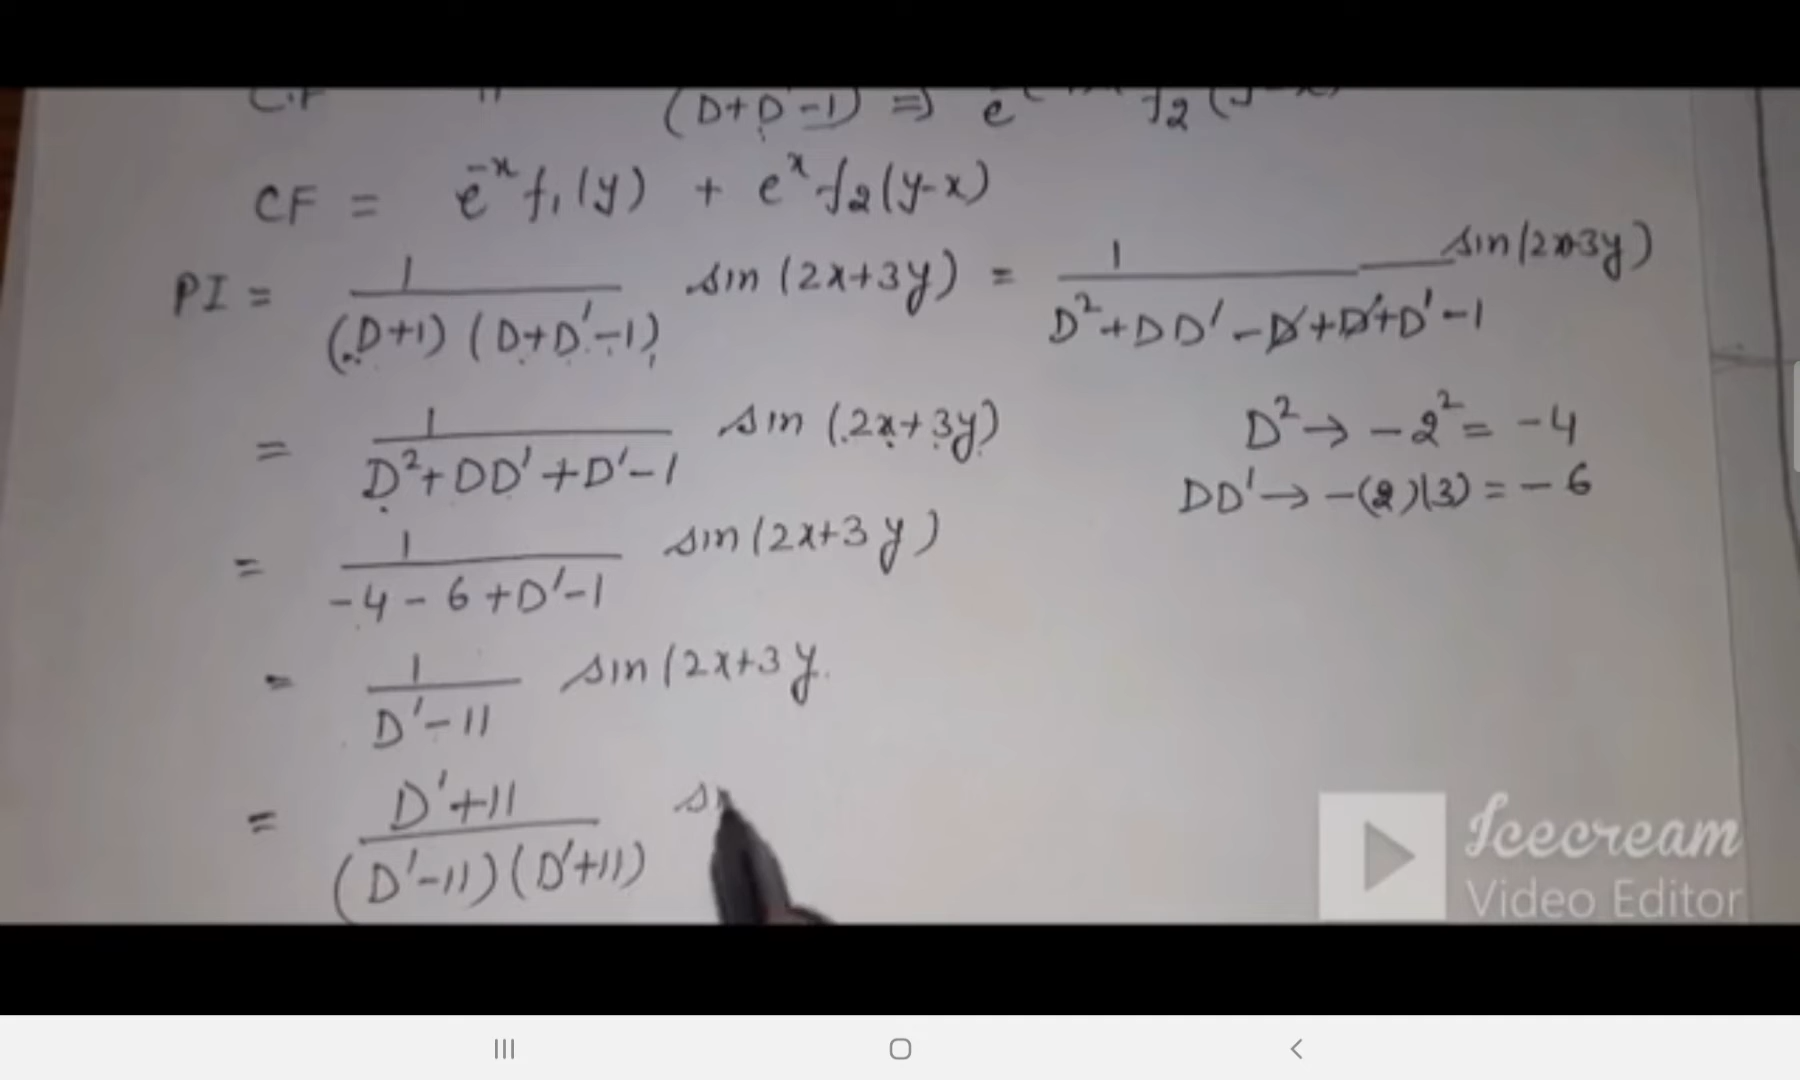 (D+D'-1) ⇒ e f₂(y-x)
CF = e⁻ˣ f₁(y) + eˣ f₂(y-x)
PI = 1/((D+1)(D+D'-1)) sin(2x+3y) = 1/(D²+DD'-D+D+D'-1) sin(2x+3y)
= 1/(D²+DD'+D'-1) sin(2x+3y)
D² → -2² = -4
DD' → -(2)(3) = -6
= 1/(-4-6+D'-1) sin(2x+3y)
= 1/(D'-11) sin(2x+3y
= (D'+11)/((D'-11)(D'+11)) s
Icecream
Video Editor